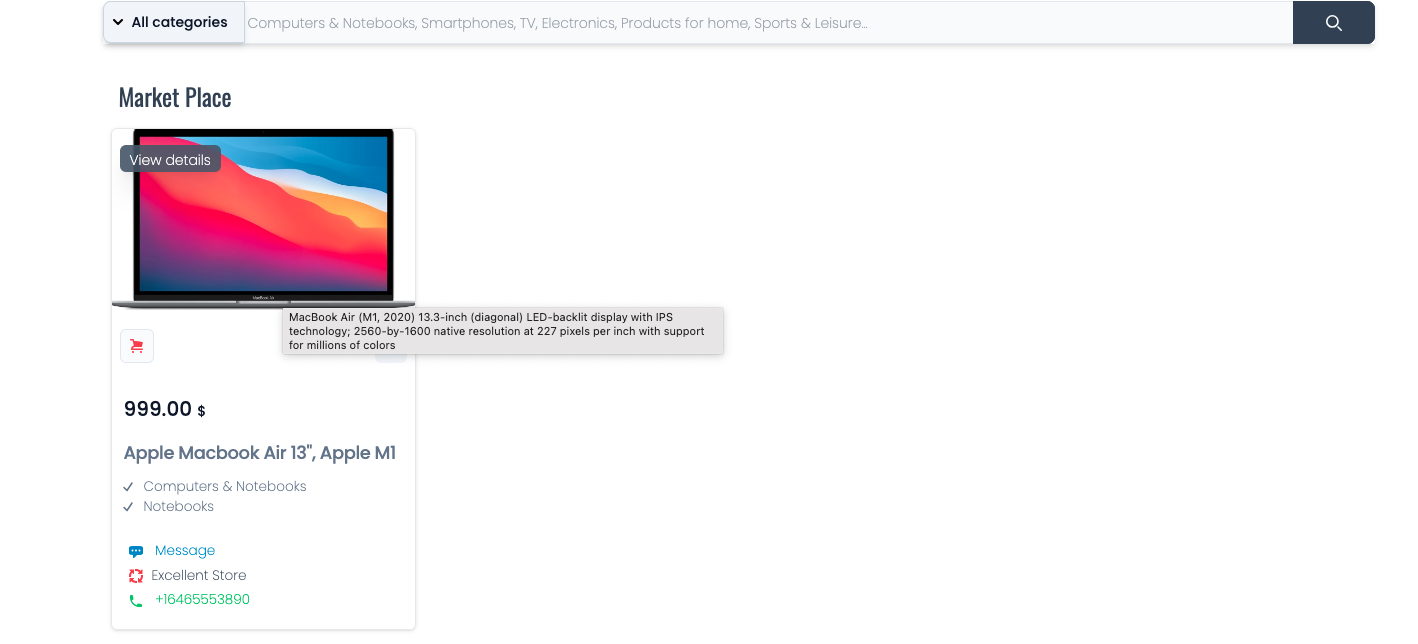 All categories
Computers & Notebooks, Smartphones, TV, Electronics, Products for home, Sports & Leisure...
Market Place
View details
MacBook Air
MacBook Air (M1, 2020) 13.3-inch (diagonal) LED-backlit display with IPS
technology; 2560-by-1600 native resolution at 227 pixels per inch with support
for millions of colors
999.00 $
Apple Macbook Air 13", Apple M1
Computers & Notebooks
Notebooks
Message
Excellent Store
+16465553890